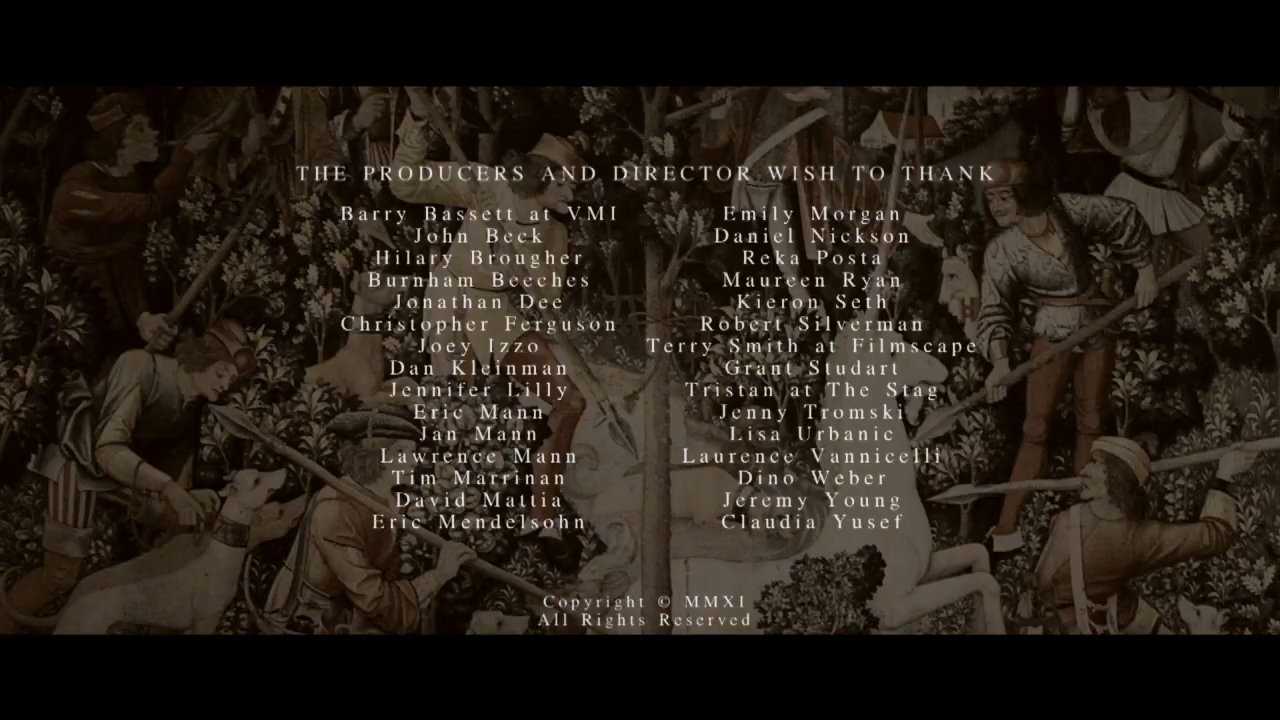 THE PRODUCERS AND DIRECTOR WISH TO THANK
Barry Bassett at VMI
John Beck
Hilary Brougher
Burnham Beeches
Jonathan Dee
Christopher Ferguson
Joey Izzo
Dan Kleinman
Jennifer Lilly
Eric Mann
Jan Mann
Lawrence Mann
Tim Marrinan
David Mattia
Eric Mendelsohn
Emily Morgan
Daniel Nickson
Reka Posta
Maureen Ryan
Kieron Seth
Robert Silverman
Terry Smith at Filmscape
Grant Studart
Tristan at The Stag
Jenny Tromski
Lisa Urbanic
Laurence Vannicelli
Dino Weber
Jeremy Young
Claudia Yusef
Copyright © MMXI
All Rights Reserved